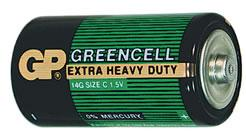 GP
GREENCELL
EXTRA HEAVY DUTY
14G SIZE C 1.5V
0% MERCURY